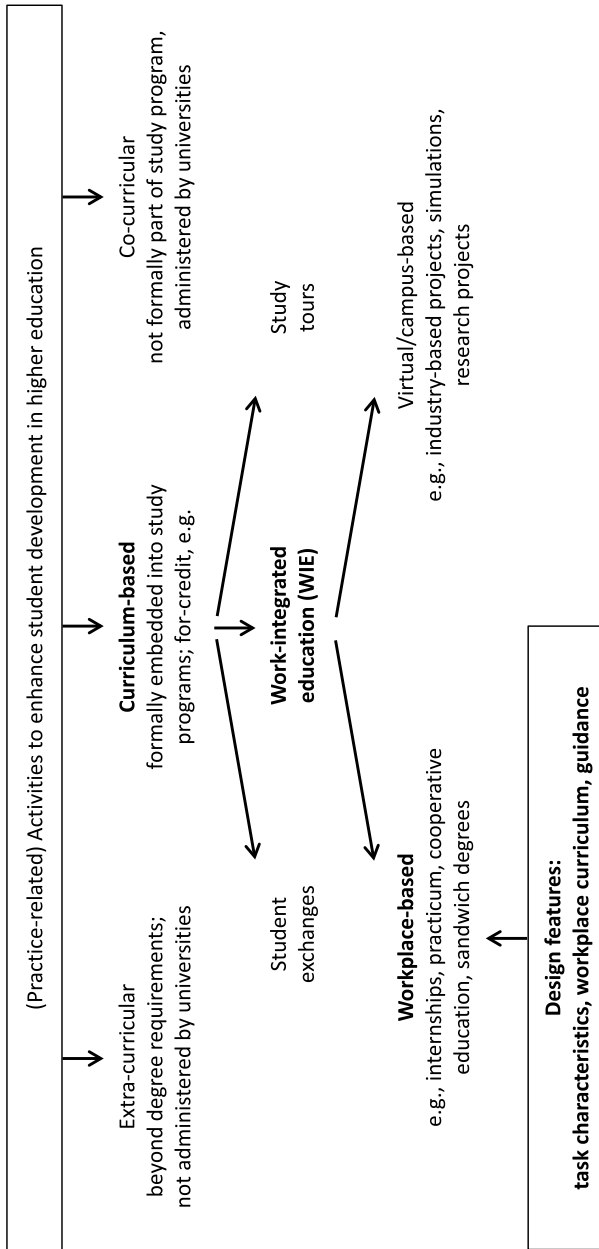 (Practice-related) Activities to enhance student development in higher education
Extra-curricular
beyond degree requirements;
not administered by universities
Curriculum-based
formally embedded into study
programs; for-credit, e.g.
Co-curricular
not formally part of study program,
administered by universities
Student
exchanges
Work-integrated
education (WIE)
Study
tours
Workplace-based
e.g., internships, practicum, cooperative
education, sandwich degrees
Virtual/campus-based
e.g., industry-based projects, simulations,
research projects
Design features:
task characteristics, workplace curriculum, guidance